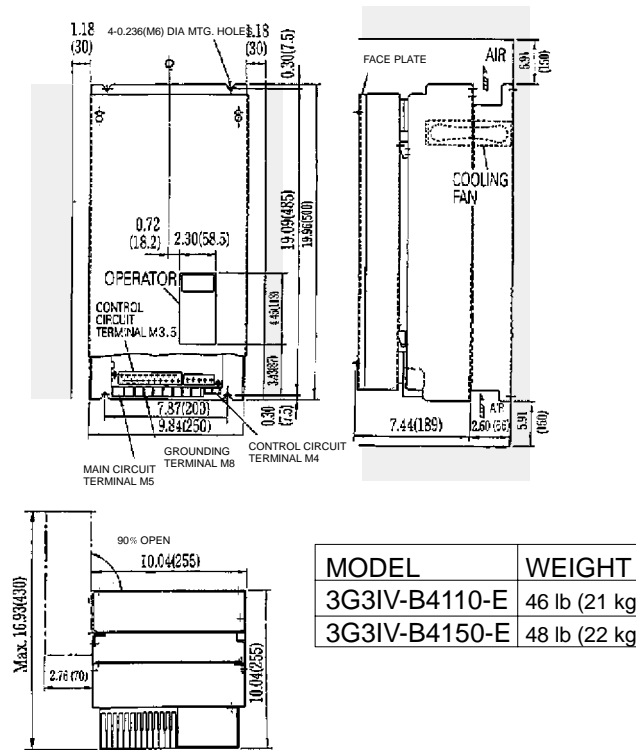 1.18
(30)
4-0.236(M6) DIA MTG. HOLES
1.18
(30)
0.30(7.5)
FACE PLATE
AIR
5.91
(150)
COOLING
FAN
19.09(485)
19.96(500)
0.72
(18.2)
2.30(58.5)
OPERATOR
CONTROL
CIRCUIT
TERMINAL M3.5
7.87(200)
9.84(250)
0.30
(7.5)
MAIN CIRCUIT
TERMINAL M5
GROUNDING
TERMINAL M8
CONTROL CIRCUIT
TERMINAL M4
7.44(189)
2.60(66)
AIR
5.91
(150)
90% OPEN
10.04(255)
Max. 16.93(430)
2.76(70)
10.04(255)
MODEL WEIGHT
3G3IV-B4110-E 46 lb (21 kg
3G3IV-B4150-E 48 lb (22 kg